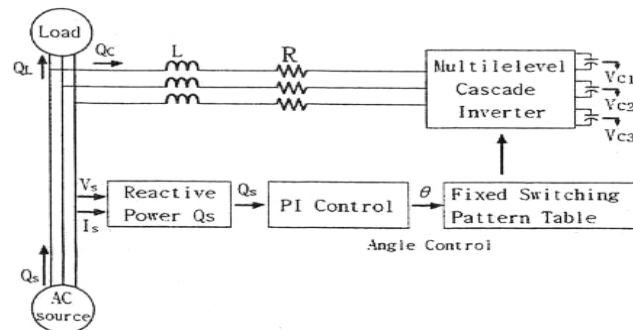 Load
Qc
L
R
QL
Multilelevel
Cascade
Inverter
Vc1
Vc2
Vc3
Vs
Is
Reactive
Power Qs
Qs
PI Control
θ
Fixed Switching
Pattern Table
Angle Control
Qs
AC
source